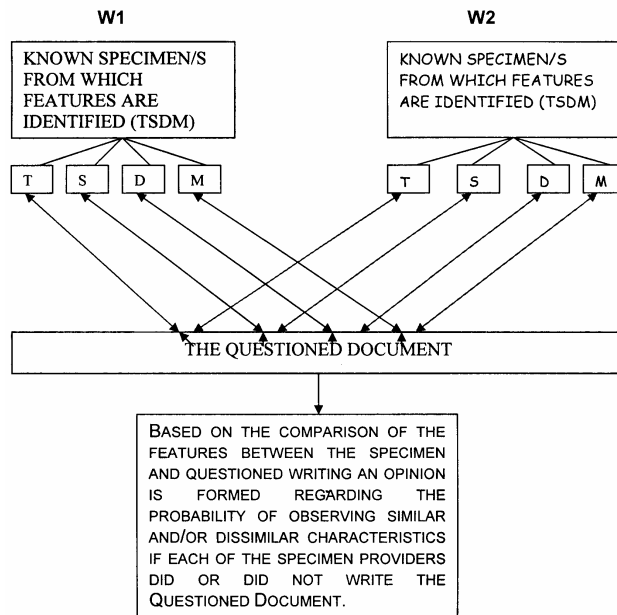 W1
W2
KNOWN SPECIMEN/S
FROM WHICH
FEATURES ARE
IDENTIFIED (TSDM)
KNOWN SPECIMEN/S
FROM WHICH FEATURES
ARE IDENTIFIED (TSDM)
T S D M
T S D M
THE QUESTIONED DOCUMENT
BASED ON THE COMPARISON OF THE
FEATURES BETWEEN THE SPECIMEN
AND QUESTIONED WRITING AN OPINION
IS FORMED REGARDING THE
PROBABILITY OF OBSERVING SIMILAR
AND/OR DISSIMILAR CHARACTERISTICS
IF EACH OF THE SPECIMEN PROVIDERS
DID OR DID NOT WRITE THE
QUESTIONED DOCUMENT.